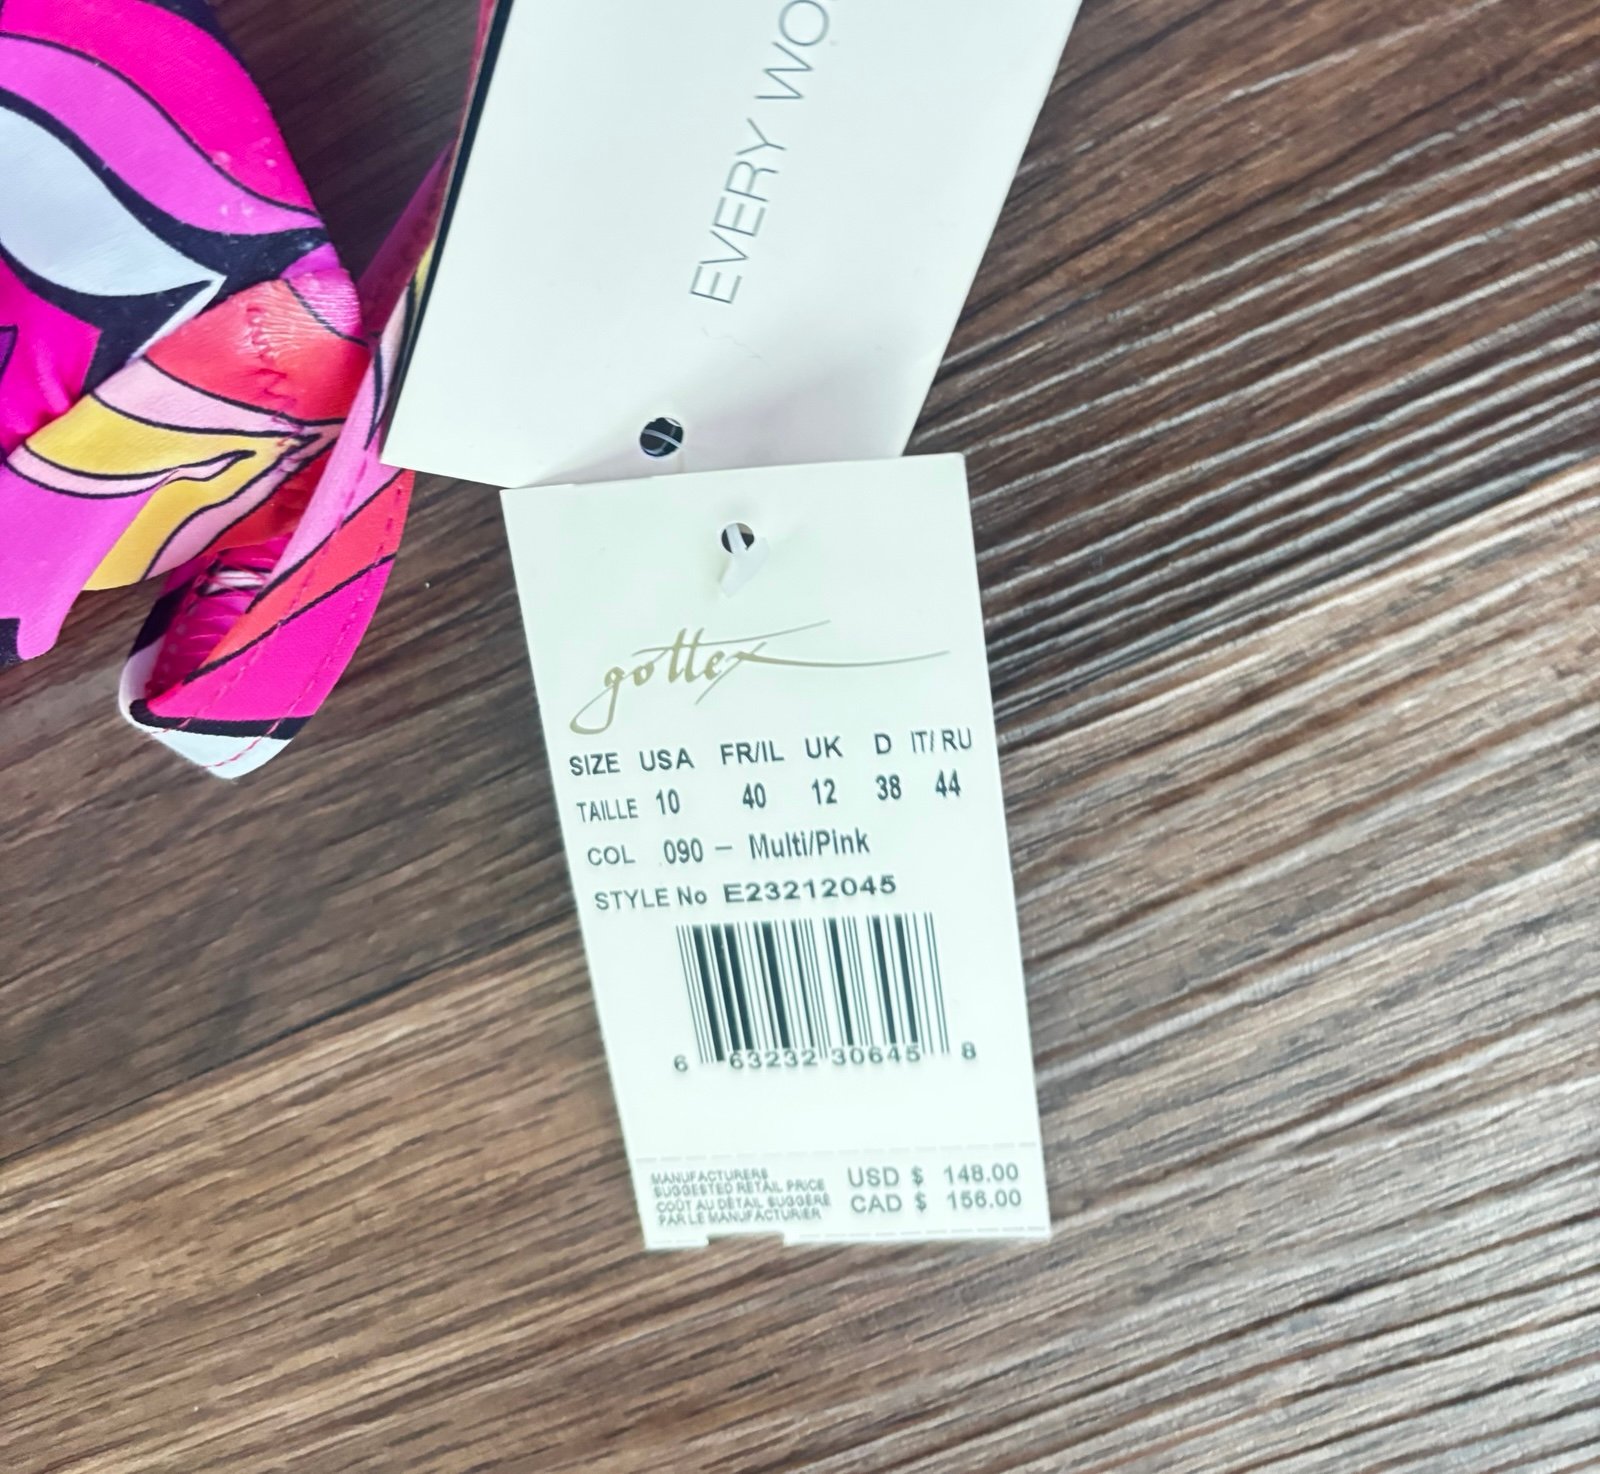 EVERY WO
gottex
SIZE USA FR/IL UK D IT/RU
TAILLE 10 40 12 38 44
COL .090 – Multi/Pink
STYLE No E23212045
6 63232 30645 8
MANUFACTURERS
SUGGESTED RETAIL PRICE USD $ 148.00
COÛT AU DÉTAIL SUGGÉRÉ CAD $ 156.00
PAR LE MANUFACTURIER